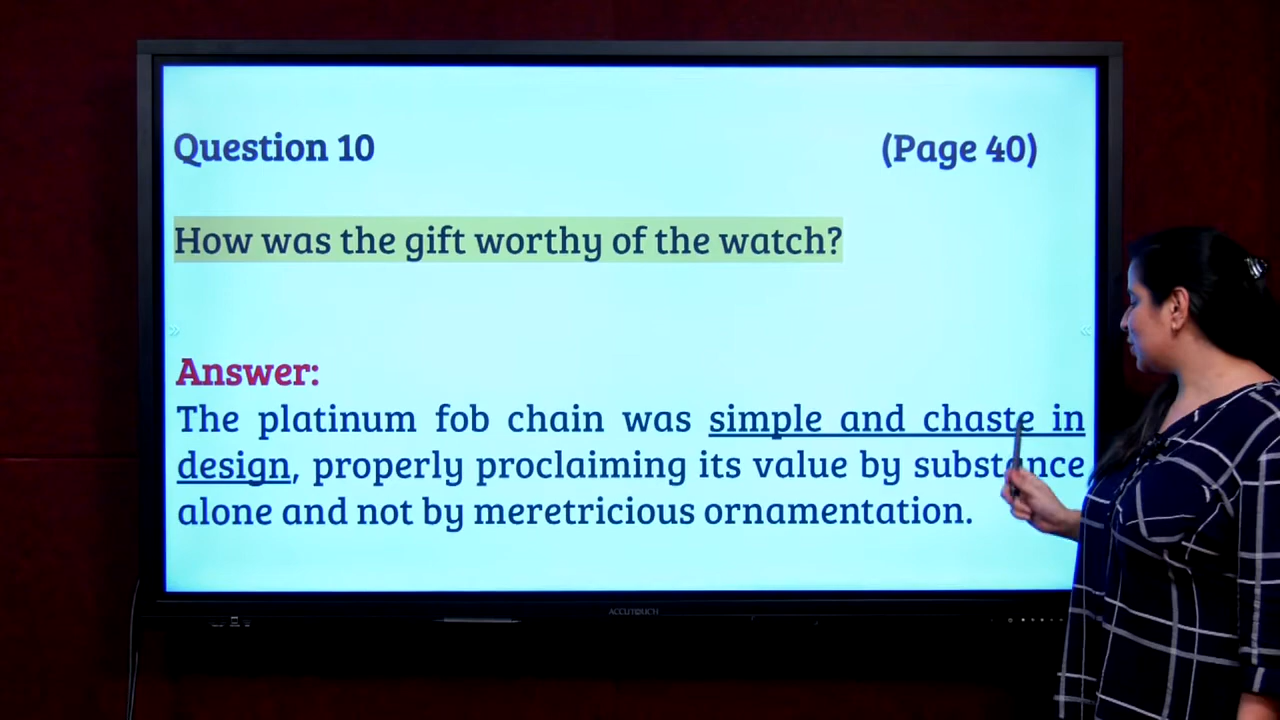 Question 10 (Page 40)
How was the gift worthy of the watch?
Answer:
The platinum fob chain was simple and chaste in
design, properly proclaiming its value by substance
alone and not by meretricious ornamentation.
ACCUTOUCH